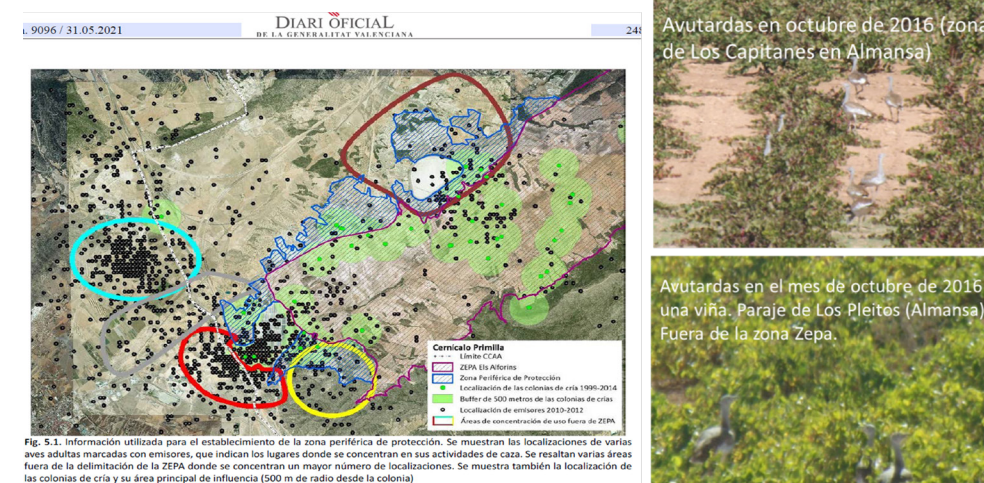 . 9096 / 31.05.2021
DIARI OFICIAL
DE LA GENERALITAT VALENCIANA
248
Cernícalo Primilla
Límite CCAA
ZEPA Els Alforins
Zona Periférica de Protección
Localización de las colonias de cría 1999-2014
Buffer de 500 metros de las colonias de crías
Localización de emisores 2010-2012
Áreas de concentración de uso fuera de ZEPA
Fig. 5.1. Información utilizada para el establecimiento de la zona periférica de protección. Se muestran las localizaciones de varias
aves adultas marcadas con emisores, que indican los lugares donde se concentran en sus actividades de caza. Se resaltan varias áreas
fuera de la delimitación de la ZEPA donde se concentran un mayor número de localizaciones. Se muestra también la localización de
las colonias de cría y su área principal de influencia (500 m de radio desde la colonia)
Avutardas en octubre de 2016 (zona
de Los Capitanes en Almansa)
Avutardas en el mes de octubre de 2016
una viña. Paraje de Los Pleitos (Almansa)
Fuera de la zona Zepa.